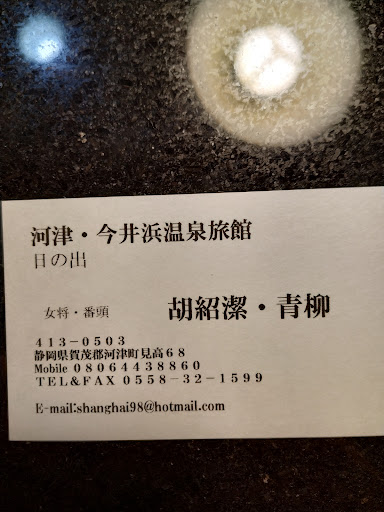 河津・今井浜温泉旅館
日の出
女将・番頭 胡紹潔・青柳
４１３－０５０３
静岡県賀茂郡河津町見高６８
Mobile ０８０６４４３８８６０
ＴＥＬ＆ＦＡＸ ０５５８－３２－１５９９
E-mail:shanghai98@hotmail.com